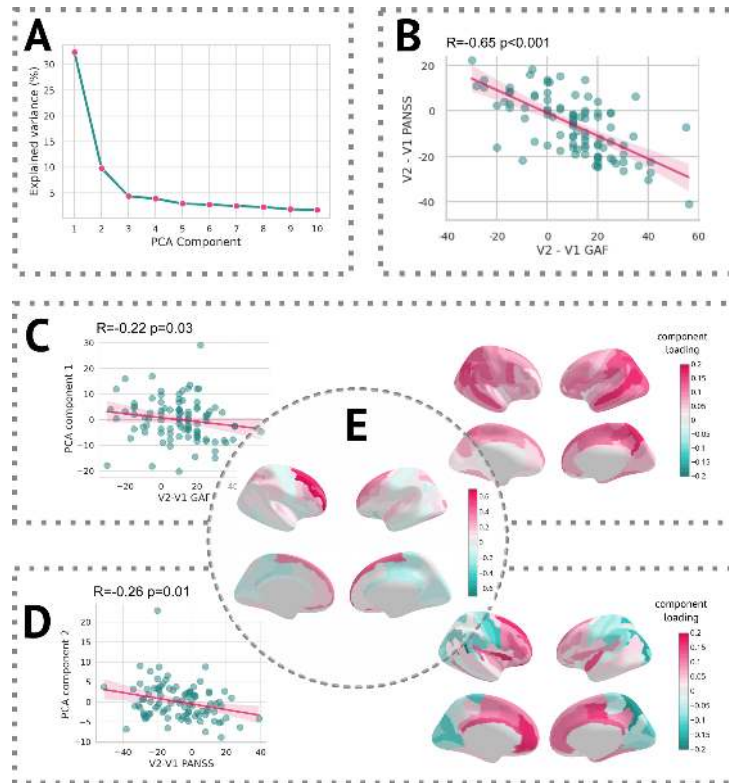 A
Explained variance (%)
30
25
20
15
10
5
1 2 3 4 5 6 7 8 9 10
PCA Component
B
R=-0.65 p<0.001
V2 - V1 PANSS
20
0
-20
-40
-40 -20 0 20 40 60
V2 - V1 GAF
C
R=-0.22 p=0.03
PCA component 1
30
20
10
0
-10
-20
-20 0 20 40
V2-V1 GAF
component
loading
0.2
0.15
0.1
0.05
0
-0.05
-0.1
-0.15
-0.2
E
0.6
0.4
0.2
0
D
R=-0.26 p=0.01
PCA component 2
20
15
10
5
0
-5
-10
-40 -20 0 20 40
V2-V1 PANSS
component
loading
0.2
0.15
0.1
0.05
0
-0.05
-0.1
-0.15
-0.2